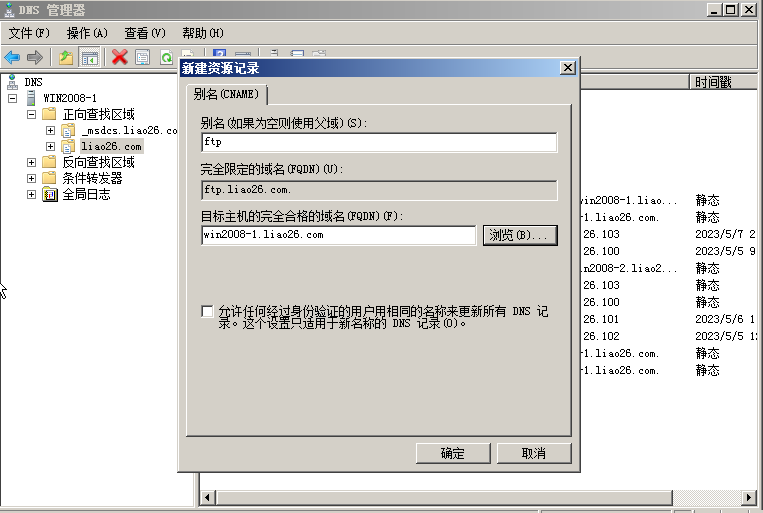 DNS 管理器
文件(F) 操作(A) 查看(V) 帮助(H)
DNS
WIN2008-1
正向查找区域
_msdcs.liao26.co
liao26.com
反向查找区域
条件转发器
全局日志
新建资源记录
别名(CNAME)
别名(如果为空则使用父域)(S):
ftp
完全限定的域名(FQDN)(U):
ftp.liao26.com.
目标主机的完全合格的域名(FQDN)(F):
win2008-1.liao26.com
浏览(B)...
允许任何经过身份验证的用户用相同的名称来更新所有 DNS 记
录。这个设置只适用于新名称的 DNS 记录(O)。
确定
取消
时间戳
win2008-1.liao... 静态
-1.liao26.com. 静态
26.103 2023/5/7 2
26.100 2023/5/5 9
n2008-2.liao2... 静态
26.103 静态
26.100 静态
26.101 2023/5/6 1
26.102 2023/5/5 12
-1.liao26.com. 静态
-1.liao26.com. 静态